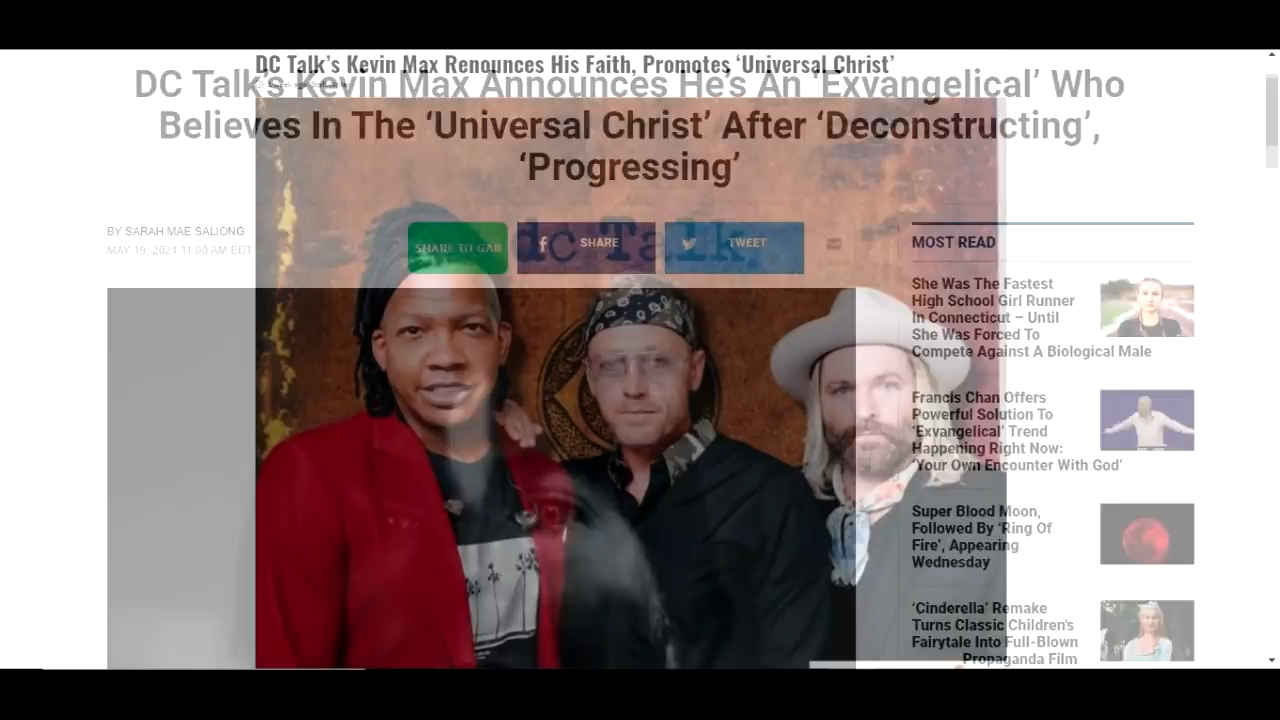 DC Talk's Kevin Max Renounces His Faith, Promotes 'Universal Christ'
DC Talk's Kevin Max Announces He's An 'Exvangelical' Who
Believes In The 'Universal Christ' After 'Deconstructing',
'Progressing'
BY SARAH MAE SALIONG
MAY 19, 2021 11:00 AM EDT
SHARE TO GAB
SHARE
TWEET
dc Talk
MOST READ
She Was The Fastest
High School Girl Runner
In Connecticut – Until
She Was Forced To
Compete Against A Biological Male
Francis Chan Offers
Powerful Solution To
'Exvangelical' Trend
Happening Right Now:
'Your Own Encounter With God'
Super Blood Moon,
Followed By 'Ring Of
Fire', Appearing
Wednesday
'Cinderella' Remake
Turns Classic Children's
Fairytale Into Full-Blown
Propaganda Film